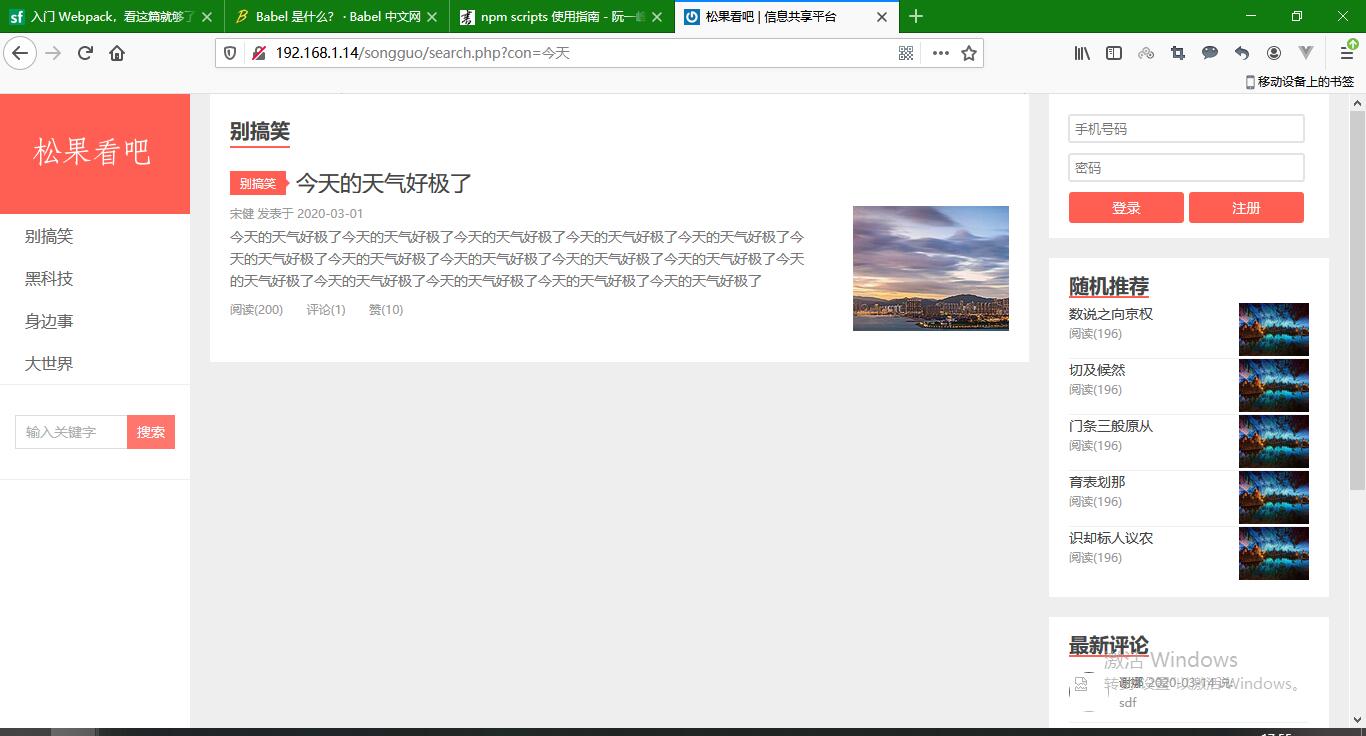 入门 Webpack，看这篇就够了
Babel 是什么？ · Babel 中文网
npm scripts 使用指南 - 阮一峰
松果看吧 | 信息共享平台
192.168.1.14/songguo/search.php?con=今天
移动设备上的书签
松果看吧
别搞笑
黑科技
身边事
大世界
输入关键字
搜索
别搞笑
别搞笑
今天的天气好极了
宋健 发表于 2020-03-01
今天的天气好极了今天的天气好极了今天的天气好极了今天的天气好极了今天的天气好极了今
天的天气好极了今天的天气好极了今天的天气好极了今天的天气好极了今天的天气好极了今天
的天气好极了今天的天气好极了今天的天气好极了今天的天气好极了今天的天气好极了
阅读(200) 评论(1) 赞(10)
手机号码
密码
登录
注册
随机推荐
数说之向京权
阅读(196)
切及候然
阅读(196)
门条三般原从
阅读(196)
育表划那
阅读(196)
识却标人议农
阅读(196)
最新评论
激活 Windows
谢娜 2020-03-14 说:
转到"设置"以激活 Windows。
sdf